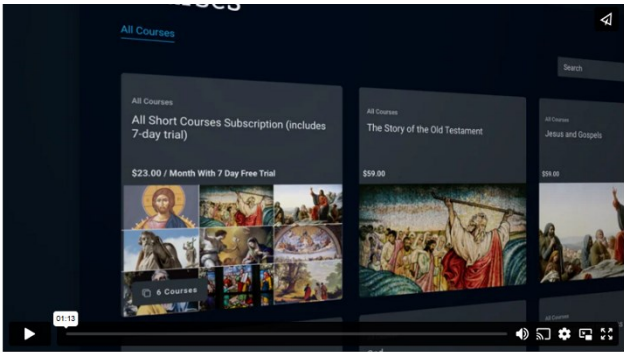 All Courses
Search
All Courses
All Short Courses Subscription (includes
7-day trial)
$23.00 / Month With 7 Day Free Trial
6 Courses
All Courses
The Story of the Old Testament
$59.00
All Courses
Jesus and Gospels
$59.00
All Courses
01:13